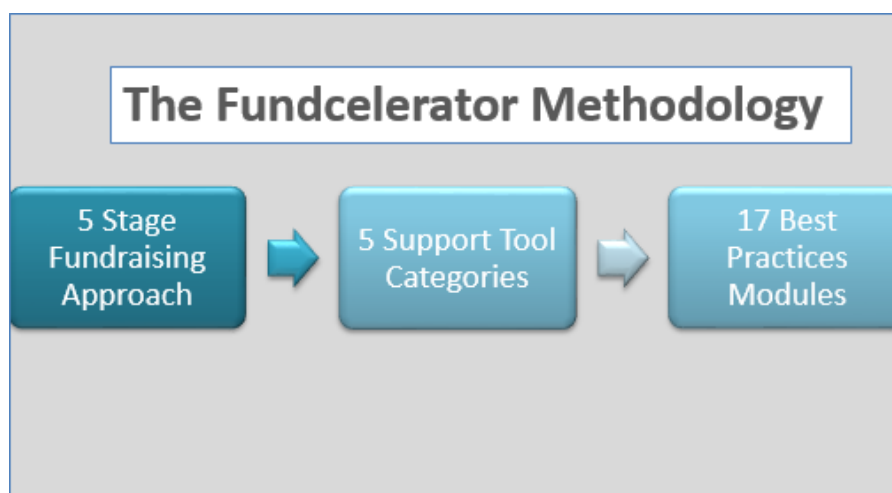 The Fundcelerator Methodology
5 Stage
Fundraising
Approach
5 Support Tool
Categories
17 Best
Practices
Modules